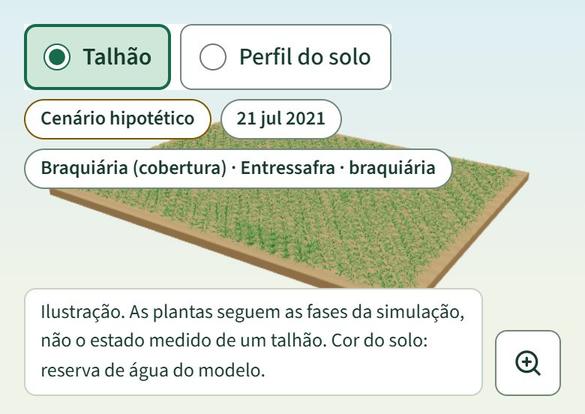 Talhão
Perfil do solo
Cenário hipotético
21 jul 2021
Braquiária (cobertura) · Entressafra · braquiária
Ilustração. As plantas seguem as fases da simulação,
não o estado medido de um talhão. Cor do solo:
reserva de água do modelo.